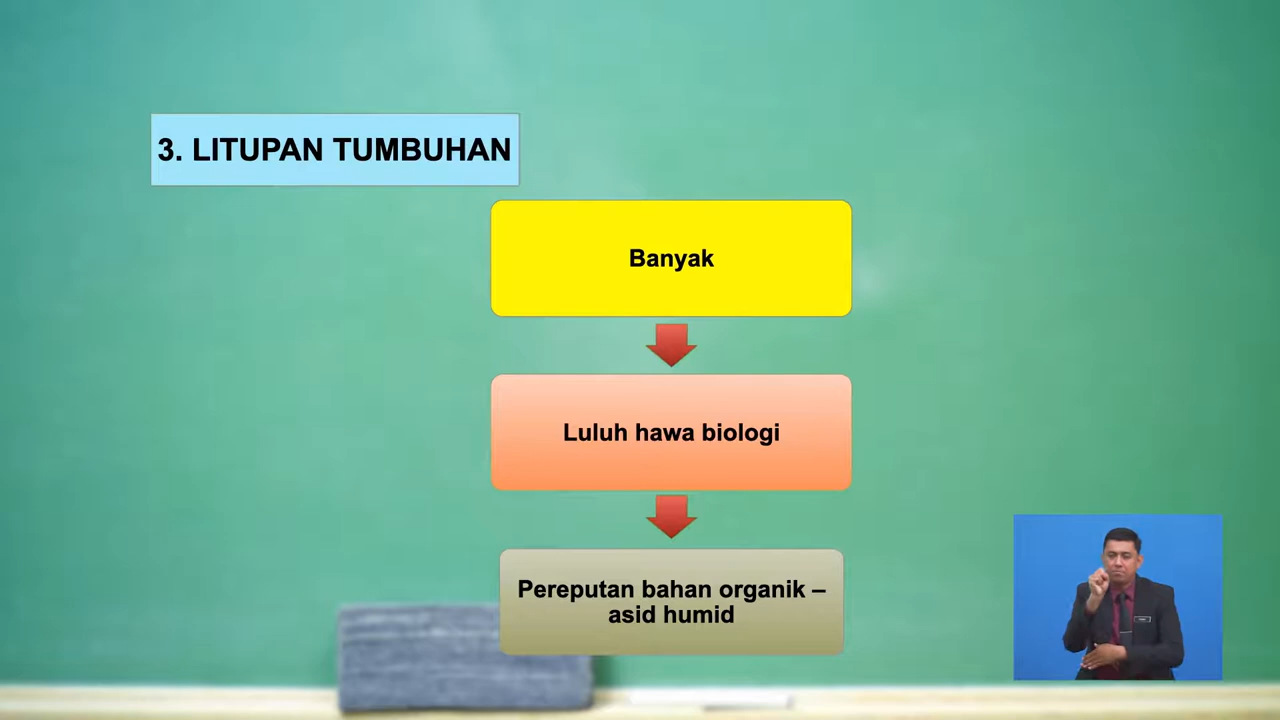 3. LITUPAN TUMBUHAN
Banyak
Luluh hawa biologi
Pereputan bahan organik –
asid humid